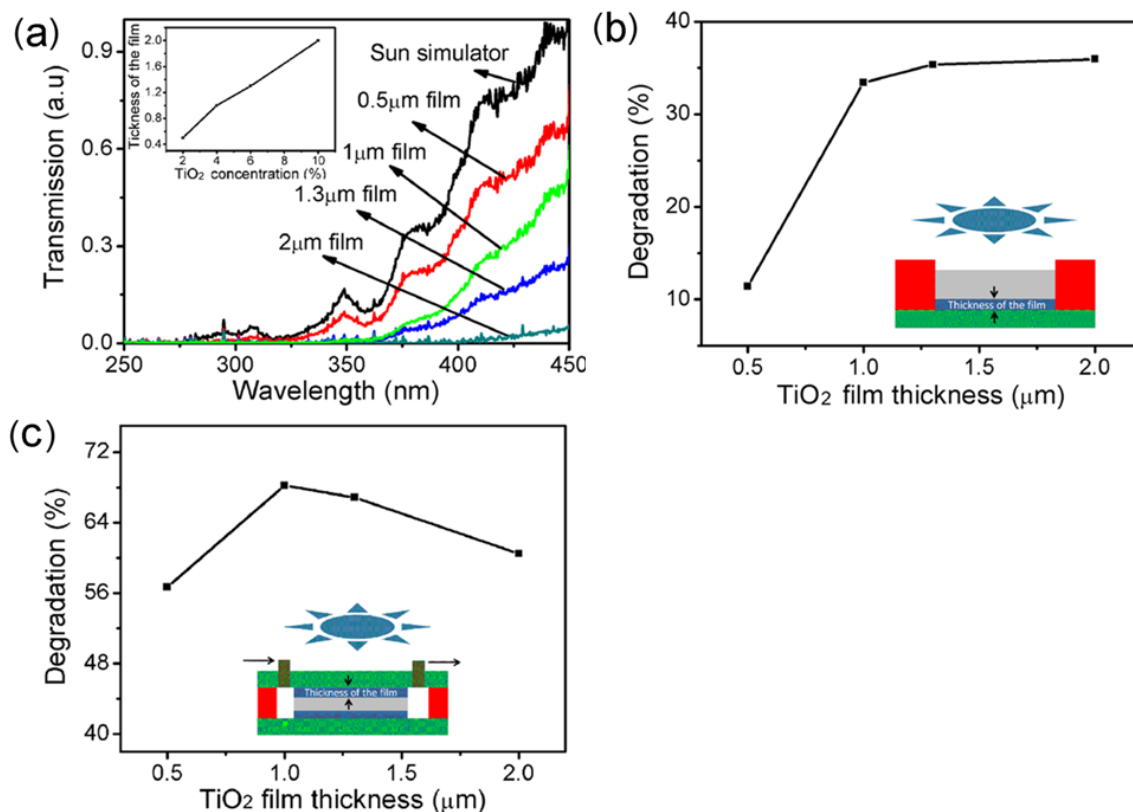 (a)
Transmission (a.u)
0.9
0.6
0.3
0.0
250 300 350 400 450
Wavelength (nm)
Tickness of the film
2.0
1.6
1.2
0.8
0.4
2 4 6 8 10
TiO₂ concentration (%)
Sun simulator
0.5μm film
1μm film
1.3μm film
2μm film
(b)
Degradation (%)
40
30
20
10
0.5 1.0 1.5 2.0
TiO₂ film thickness (μm)
Thickness of the film
(c)
Degradation (%)
72
64
56
48
40
0.5 1.0 1.5 2.0
TiO₂ film thickness (μm)
Thickness of the film